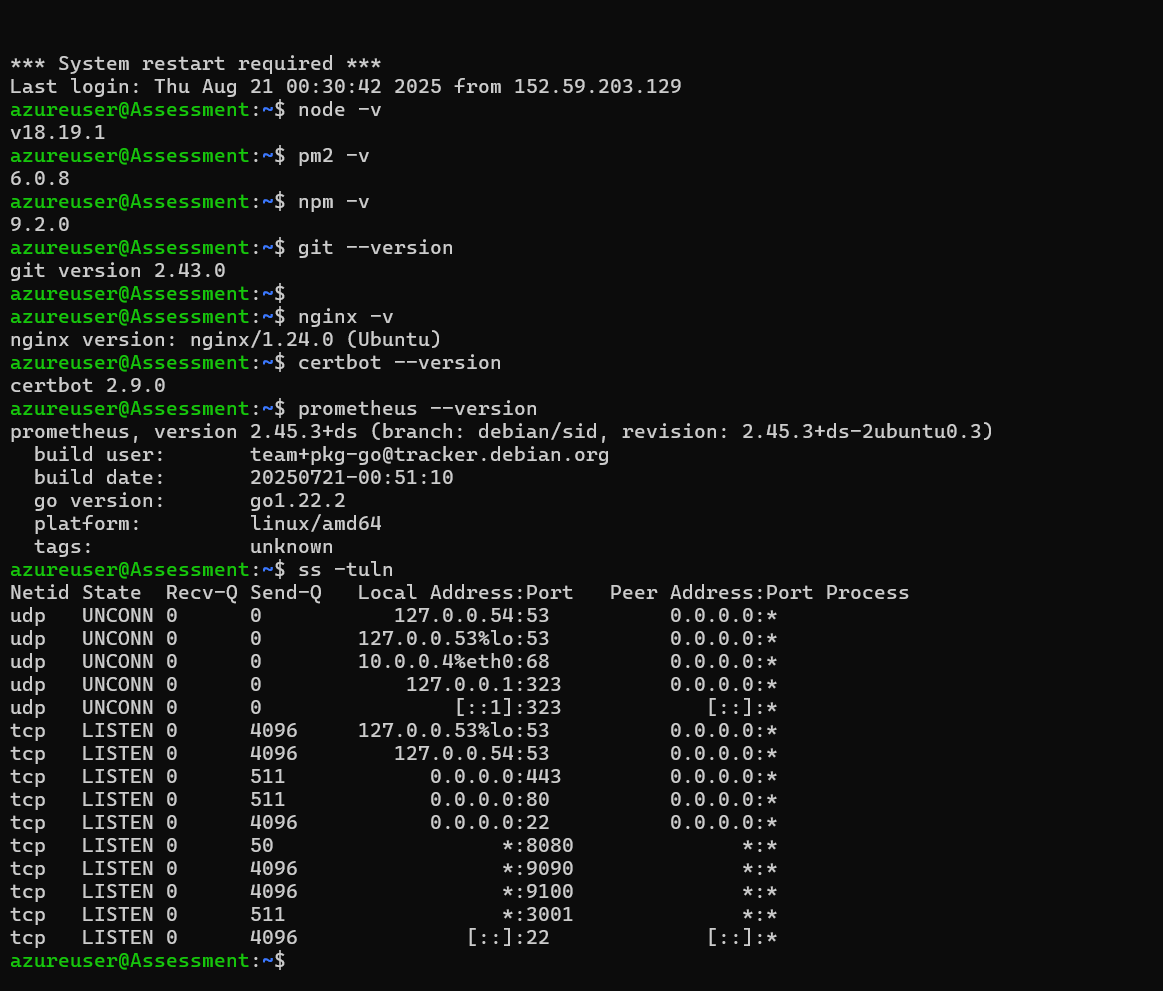 *** System restart required ***
Last login: Thu Aug 21 00:30:42 2025 from 152.59.203.129
azureuser@Assessment:~$ node -v
v18.19.1
azureuser@Assessment:~$ pm2 -v
6.0.8
azureuser@Assessment:~$ npm -v
9.2.0
azureuser@Assessment:~$ git --version
git version 2.43.0
azureuser@Assessment:~$
azureuser@Assessment:~$ nginx -v
nginx version: nginx/1.24.0 (Ubuntu)
azureuser@Assessment:~$ certbot --version
certbot 2.9.0
azureuser@Assessment:~$ prometheus --version
prometheus, version 2.45.3+ds (branch: debian/sid, revision: 2.45.3+ds-2ubuntu0.3)
  build user:       team+pkg-go@tracker.debian.org
  build date:       20250721-00:51:10
  go version:       go1.22.2
  platform:         linux/amd64
  tags:             unknown
azureuser@Assessment:~$ ss -tuln
Netid State  Recv-Q Send-Q   Local Address:Port   Peer Address:Port Process
udp   UNCONN 0      0           127.0.0.54:53          0.0.0.0:*
udp   UNCONN 0      0        127.0.0.53%lo:53          0.0.0.0:*
udp   UNCONN 0      0        10.0.0.4%eth0:68          0.0.0.0:*
udp   UNCONN 0      0            127.0.0.1:323         0.0.0.0:*
udp   UNCONN 0      0                [::1]:323            [::]:*
tcp   LISTEN 0      4096     127.0.0.53%lo:53          0.0.0.0:*
tcp   LISTEN 0      4096        127.0.0.54:53          0.0.0.0:*
tcp   LISTEN 0      511            0.0.0.0:443         0.0.0.0:*
tcp   LISTEN 0      511            0.0.0.0:80          0.0.0.0:*
tcp   LISTEN 0      4096           0.0.0.0:22          0.0.0.0:*
tcp   LISTEN 0      50                   *:8080              *:*
tcp   LISTEN 0      4096                 *:9090              *:*
tcp   LISTEN 0      4096                 *:9100              *:*
tcp   LISTEN 0      511                  *:3001              *:*
tcp   LISTEN 0      4096              [::]:22             [::]:*
azureuser@Assessment:~$